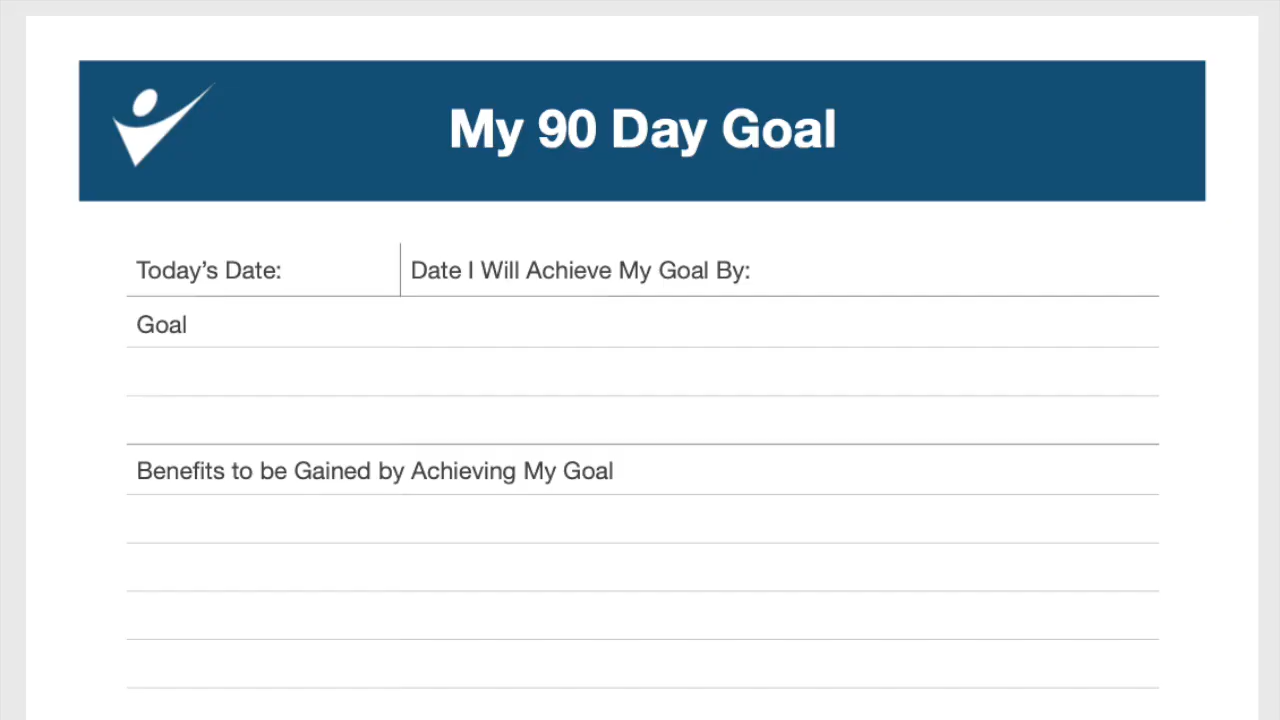 My 90 Day Goal
Today’s Date:
Date I Will Achieve My Goal By:
Goal
Benefits to be Gained by Achieving My Goal